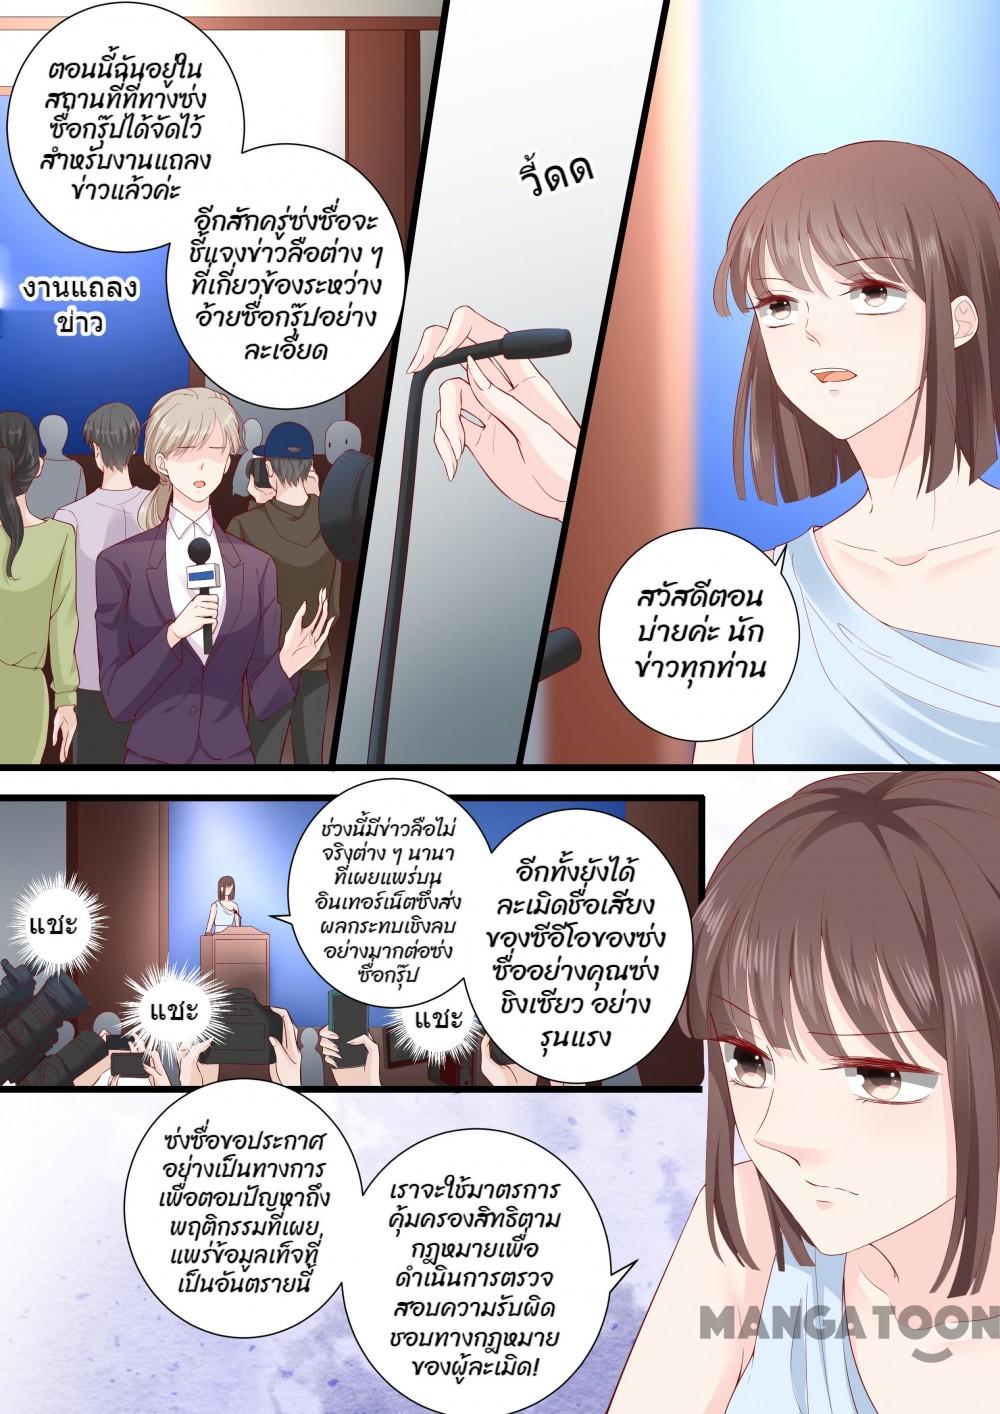 ตอนนี้ฉันอยู่ใน
สถานที่ที่ทางซ่ง
ซื่อกรุ๊ปได้จัดไว้
สำหรับงานแถลง
ข่าวแล้วค่ะ
อีกสักครู่ซ่งซื่อจะ
ชี้แจงข่าวลือต่าง ๆ
ที่เกี่ยวข้องระหว่าง
อ้ายซื่อกรุ๊ปอย่าง
ละเอียด
งานแถลง
ข่าว
วี้ดด
สวัสดีตอน
บ่ายค่ะ นัก
ข่าวทุกท่าน
ช่วงนี้มีข่าวลือไม่
จริงต่าง ๆ นานา
ที่เผยแพร่บน
อินเทอร์เน็ตซึ่งส่ง
ผลกระทบเชิงลบ
อย่างมากต่อซ่ง
ซื่อกรุ๊ป
อีกทั้งยังได้
ละเมิดชื่อเสียง
ของซีอีโอของซ่ง
ซื่ออย่างคุณซ่ง
ชิงเซียว อย่าง
รุนแรง
แชะ
แชะ
แชะ
ซ่งซื่อขอประกาศ
อย่างเป็นทางการ
เพื่อตอบปัญหาถึง
พฤติกรรมที่เผย
แพร่ข้อมูลเท็จที่
เป็นอันตรายนี้
เราจะใช้มาตรการ
คุ้มครองสิทธิตาม
กฎหมายเพื่อ
ดำเนินการตรวจ
สอบความรับผิด
ชอบทางกฎหมาย
ของผู้ละเมิด!
MANGATOON